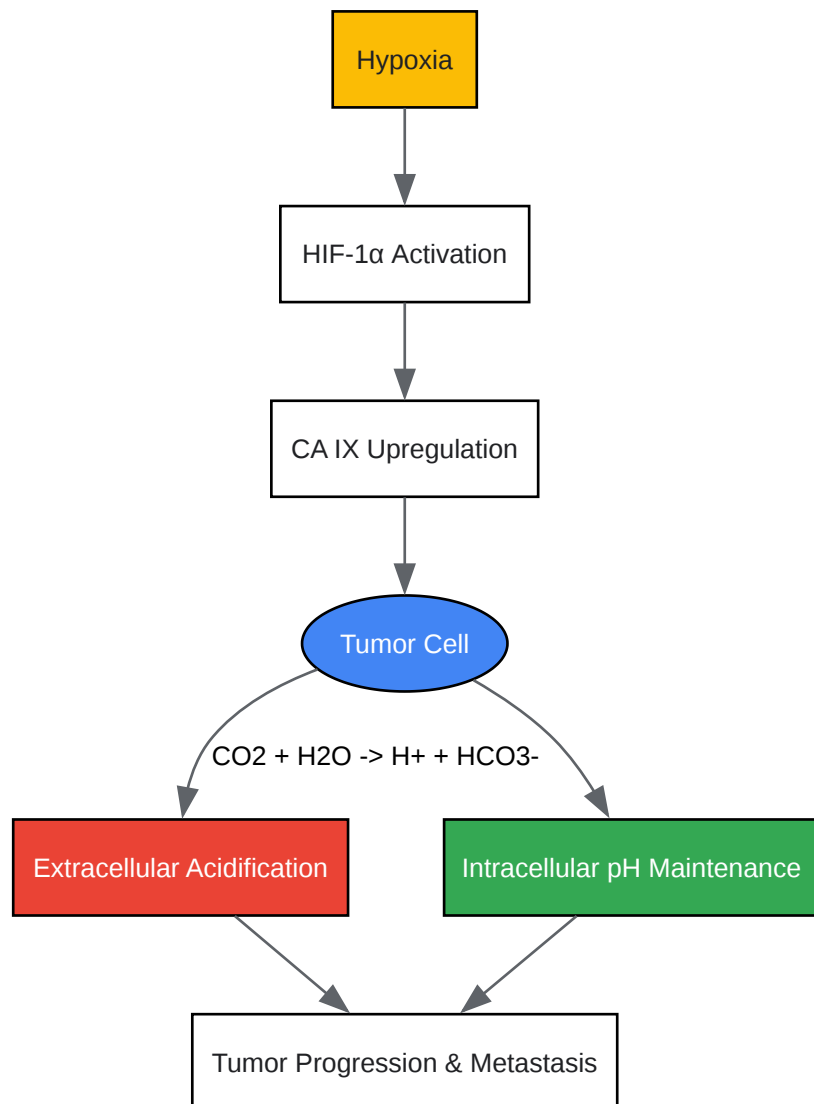 Hypoxia
HIF-1α Activation
CA IX Upregulation
Tumor Cell
CO2 + H2O -> H+ + HCO3-
Extracellular Acidification
Intracellular pH Maintenance
Tumor Progression & Metastasis